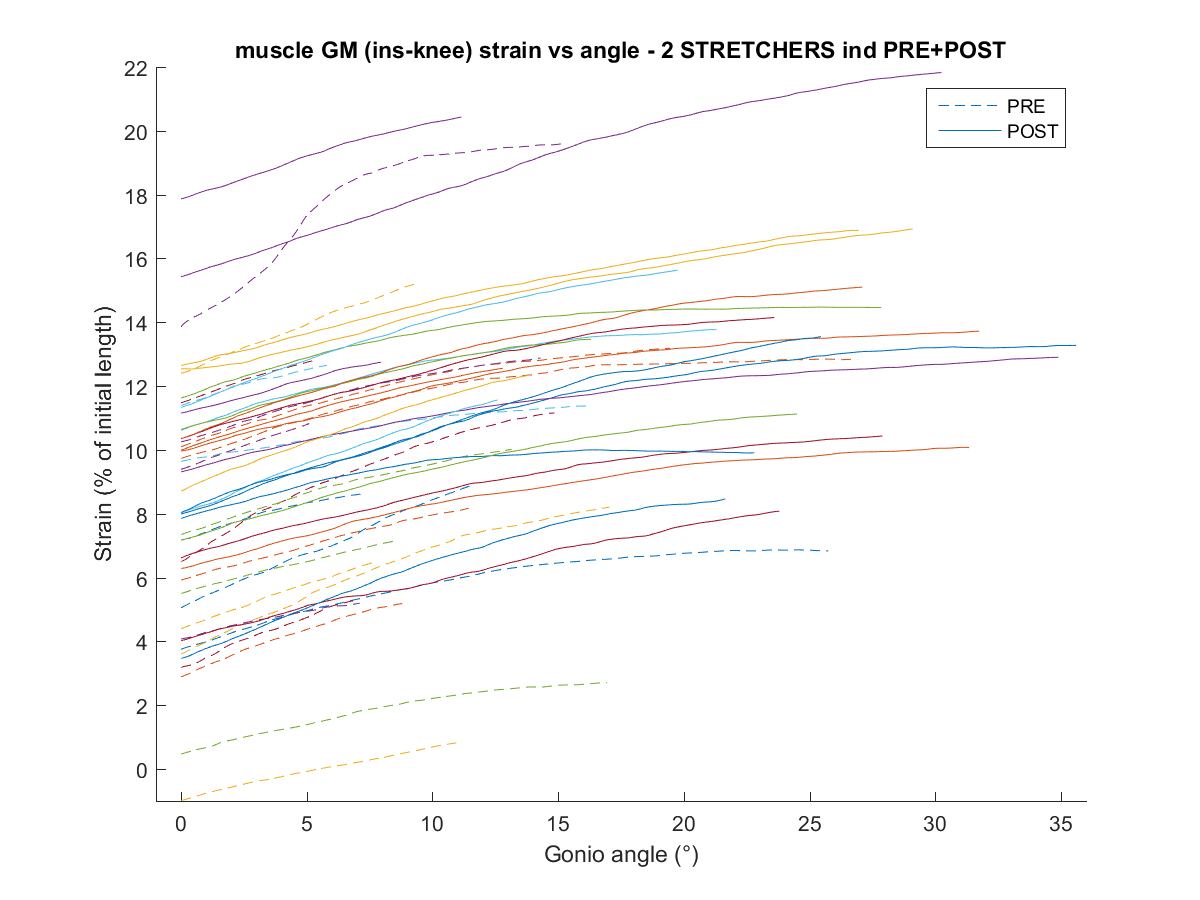 muscle GM (ins-knee) strain vs angle - 2 STRETCHERS ind PRE+POST
PRE
POST
Strain (% of initial length)
22
20
18
16
14
12
10
8
6
4
2
0
0 5 10 15 20 25 30 35
Gonio angle (°)